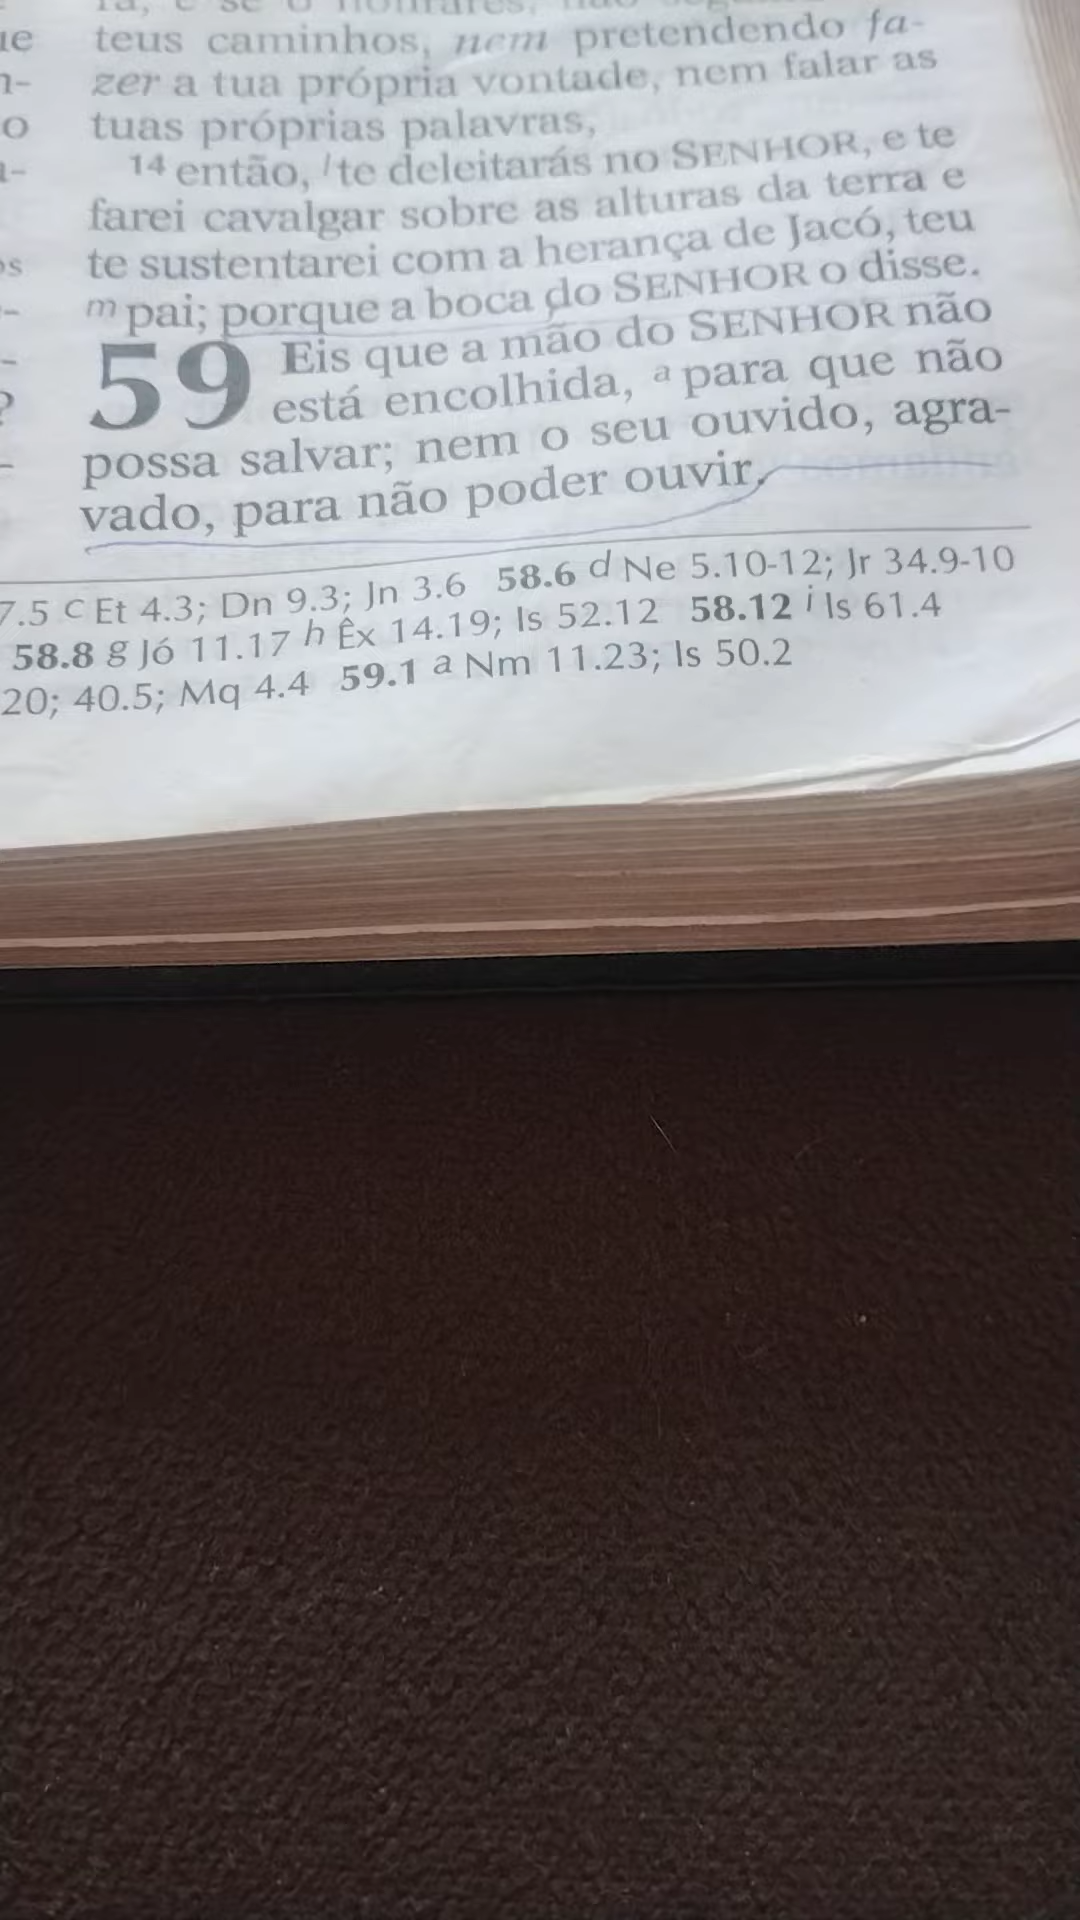 teus caminhos, nem pretendendo fa-
zer a tua própria vontade, nem falar as
tuas próprias palavras,
14 então, l te deleitarás no SENHOR, e te
farei cavalgar sobre as alturas da terra e
te sustentarei com a herança de Jacó, teu
m pai; porque a boca do SENHOR o disse.
59 Eis que a mão do SENHOR não
está encolhida, a para que não
possa salvar; nem o seu ouvido, agra-
vado, para não poder ouvir.
7.5 c Et 4.3; Dn 9.3; Jn 3.6 58.6 d Ne 5.10-12; Jr 34.9-10
58.8 g Jó 11.17 h Êx 14.19; Is 52.12 58.12 i Is 61.4
20; 40.5; Mq 4.4 59.1 a Nm 11.23; Is 50.2